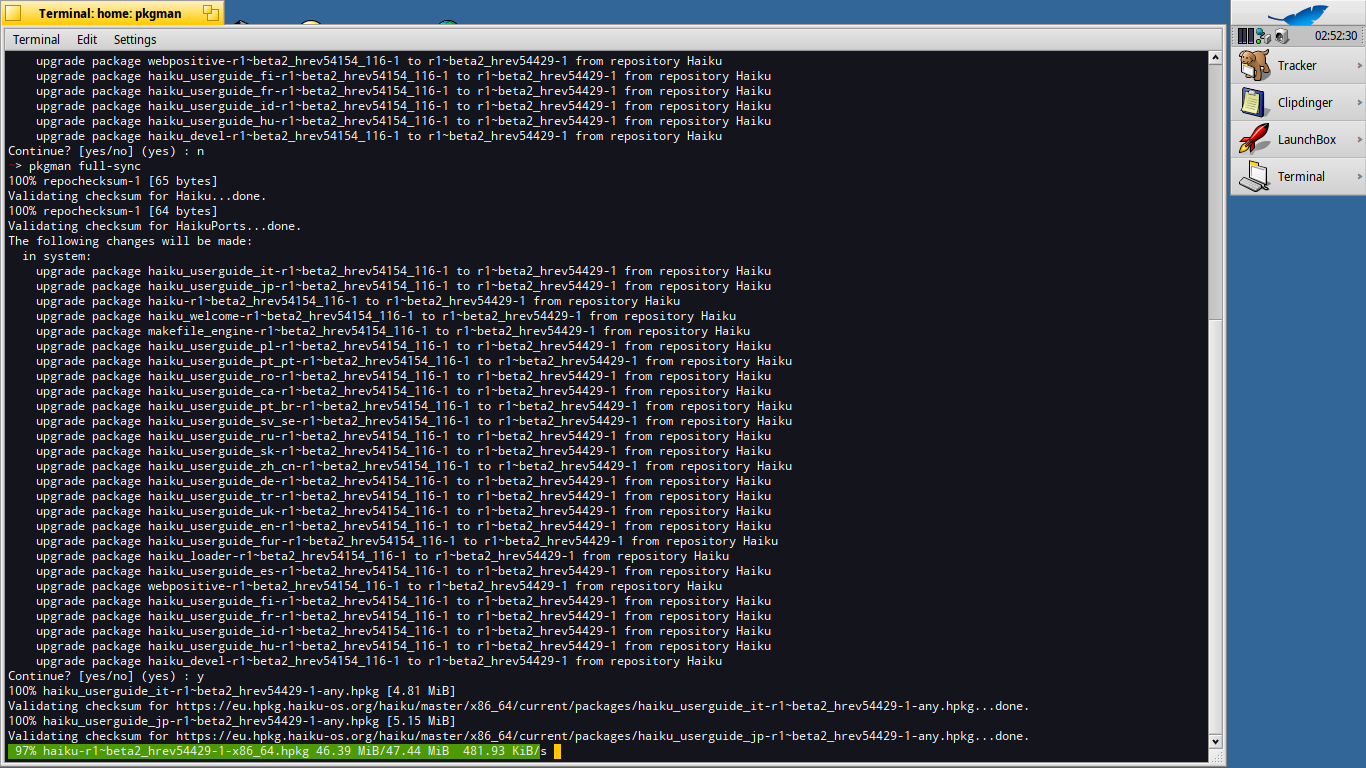 Terminal: home: pkgman
Terminal Edit Settings
upgrade package webpositive-r1~beta2_hrev54154_116-1 to r1~beta2_hrev54429-1 from repository Haiku
upgrade package haiku_userguide_fi-r1~beta2_hrev54154_116-1 to r1~beta2_hrev54429-1 from repository Haiku
upgrade package haiku_userguide_fr-r1~beta2_hrev54154_116-1 to r1~beta2_hrev54429-1 from repository Haiku
upgrade package haiku_userguide_id-r1~beta2_hrev54154_116-1 to r1~beta2_hrev54429-1 from repository Haiku
upgrade package haiku_userguide_hu-r1~beta2_hrev54154_116-1 to r1~beta2_hrev54429-1 from repository Haiku
upgrade package haiku_devel-r1~beta2_hrev54154_116-1 to r1~beta2_hrev54429-1 from repository Haiku
Continue? [yes/no] (yes) : n
~> pkgman full-sync
100% repochecksum-1 [65 bytes]
Validating checksum for Haiku...done.
100% repochecksum-1 [64 bytes]
Validating checksum for HaikuPorts...done.
The following changes will be made:
in system:
upgrade package haiku_userguide_it-r1~beta2_hrev54154_116-1 to r1~beta2_hrev54429-1 from repository Haiku
upgrade package haiku_userguide_jp-r1~beta2_hrev54154_116-1 to r1~beta2_hrev54429-1 from repository Haiku
upgrade package haiku-r1~beta2_hrev54154_116-1 to r1~beta2_hrev54429-1 from repository Haiku
upgrade package haiku_welcome-r1~beta2_hrev54154_116-1 to r1~beta2_hrev54429-1 from repository Haiku
upgrade package makefile_engine-r1~beta2_hrev54154_116-1 to r1~beta2_hrev54429-1 from repository Haiku
upgrade package haiku_userguide_pl-r1~beta2_hrev54154_116-1 to r1~beta2_hrev54429-1 from repository Haiku
upgrade package haiku_userguide_pt_pt-r1~beta2_hrev54154_116-1 to r1~beta2_hrev54429-1 from repository Haiku
upgrade package haiku_userguide_ro-r1~beta2_hrev54154_116-1 to r1~beta2_hrev54429-1 from repository Haiku
upgrade package haiku_userguide_ca-r1~beta2_hrev54154_116-1 to r1~beta2_hrev54429-1 from repository Haiku
upgrade package haiku_userguide_pt_br-r1~beta2_hrev54154_116-1 to r1~beta2_hrev54429-1 from repository Haiku
upgrade package haiku_userguide_sv_se-r1~beta2_hrev54154_116-1 to r1~beta2_hrev54429-1 from repository Haiku
upgrade package haiku_userguide_ru-r1~beta2_hrev54154_116-1 to r1~beta2_hrev54429-1 from repository Haiku
upgrade package haiku_userguide_sk-r1~beta2_hrev54154_116-1 to r1~beta2_hrev54429-1 from repository Haiku
upgrade package haiku_userguide_zh_cn-r1~beta2_hrev54154_116-1 to r1~beta2_hrev54429-1 from repository Haiku
upgrade package haiku_userguide_de-r1~beta2_hrev54154_116-1 to r1~beta2_hrev54429-1 from repository Haiku
upgrade package haiku_userguide_tr-r1~beta2_hrev54154_116-1 to r1~beta2_hrev54429-1 from repository Haiku
upgrade package haiku_userguide_uk-r1~beta2_hrev54154_116-1 to r1~beta2_hrev54429-1 from repository Haiku
upgrade package haiku_userguide_en-r1~beta2_hrev54154_116-1 to r1~beta2_hrev54429-1 from repository Haiku
upgrade package haiku_userguide_fur-r1~beta2_hrev54154_116-1 to r1~beta2_hrev54429-1 from repository Haiku
upgrade package haiku_loader-r1~beta2_hrev54154_116-1 to r1~beta2_hrev54429-1 from repository Haiku
upgrade package haiku_userguide_es-r1~beta2_hrev54154_116-1 to r1~beta2_hrev54429-1 from repository Haiku
upgrade package webpositive-r1~beta2_hrev54154_116-1 to r1~beta2_hrev54429-1 from repository Haiku
upgrade package haiku_userguide_fi-r1~beta2_hrev54154_116-1 to r1~beta2_hrev54429-1 from repository Haiku
upgrade package haiku_userguide_fr-r1~beta2_hrev54154_116-1 to r1~beta2_hrev54429-1 from repository Haiku
upgrade package haiku_userguide_id-r1~beta2_hrev54154_116-1 to r1~beta2_hrev54429-1 from repository Haiku
upgrade package haiku_userguide_hu-r1~beta2_hrev54154_116-1 to r1~beta2_hrev54429-1 from repository Haiku
upgrade package haiku_devel-r1~beta2_hrev54154_116-1 to r1~beta2_hrev54429-1 from repository Haiku
Continue? [yes/no] (yes) : y
100% haiku_userguide_it-r1~beta2_hrev54429-1-any.hpkg [4.81 MiB]
Validating checksum for https://eu.hpkg.haiku-os.org/haiku/master/x86_64/current/packages/haiku_userguide_it-r1~beta2_hrev54429-1-any.hpkg...done.
100% haiku_userguide_jp-r1~beta2_hrev54429-1-any.hpkg [5.15 MiB]
Validating checksum for https://eu.hpkg.haiku-os.org/haiku/master/x86_64/current/packages/haiku_userguide_jp-r1~beta2_hrev54429-1-any.hpkg...done.
97% haiku-r1~beta2_hrev54429-1-x86_64.hpkg 46.39 MiB/47.44 MiB 481.93 KiB/s
02:52:30
Tracker
Clipdinger
LaunchBox
Terminal